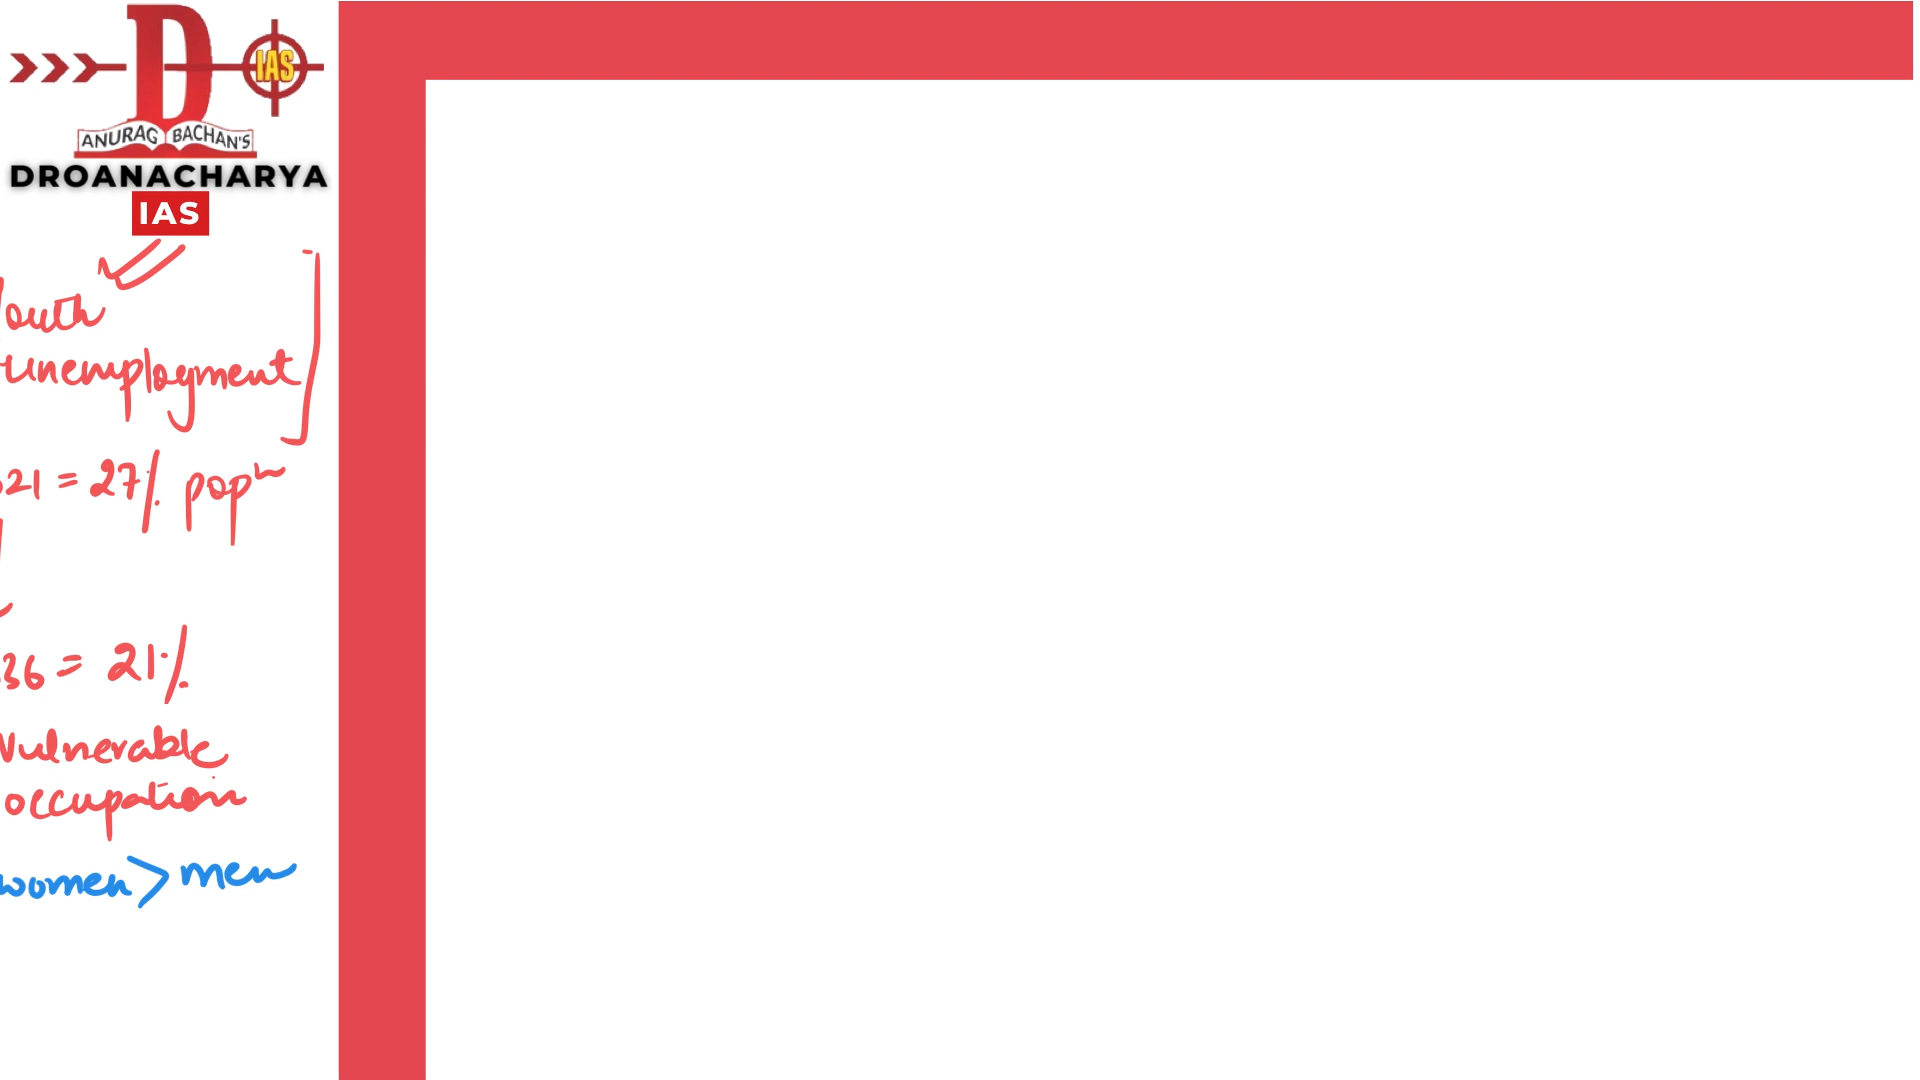 D IAS
ANURAG BACHAN'S
DROANACHARYA
IAS
outh
unemployment
21 = 27% popn
36 = 21%
Vulnerable
occupation
women > men